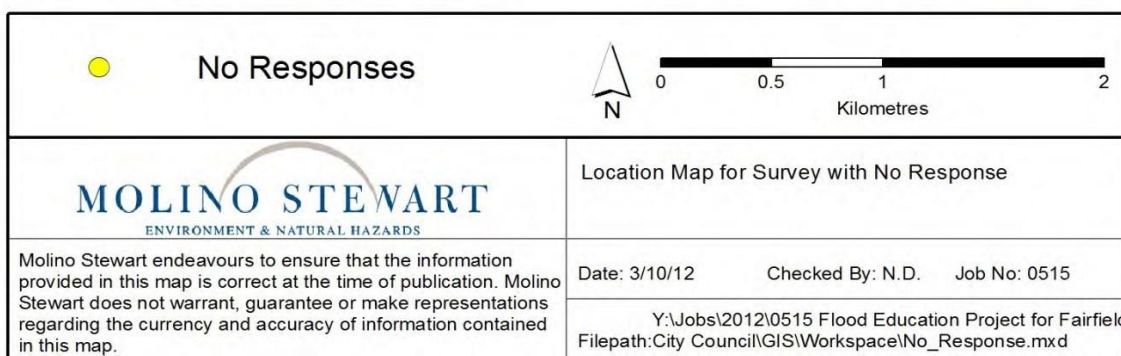 No Responses
N
0 0.5 1 2
Kilometres
MOLINO STEWART
ENVIRONMENT & NATURAL HAZARDS
Location Map for Survey with No Response
Molino Stewart endeavours to ensure that the information
provided in this map is correct at the time of publication. Molino
Stewart does not warrant, guarantee or make representations
regarding the currency and accuracy of information contained
in this map.
Date: 3/10/12 Checked By: N.D. Job No: 0515
Y:\Jobs\2012\0515 Flood Education Project for Fairfield
Filepath:City Council\GIS\Workspace\No_Response.mxd